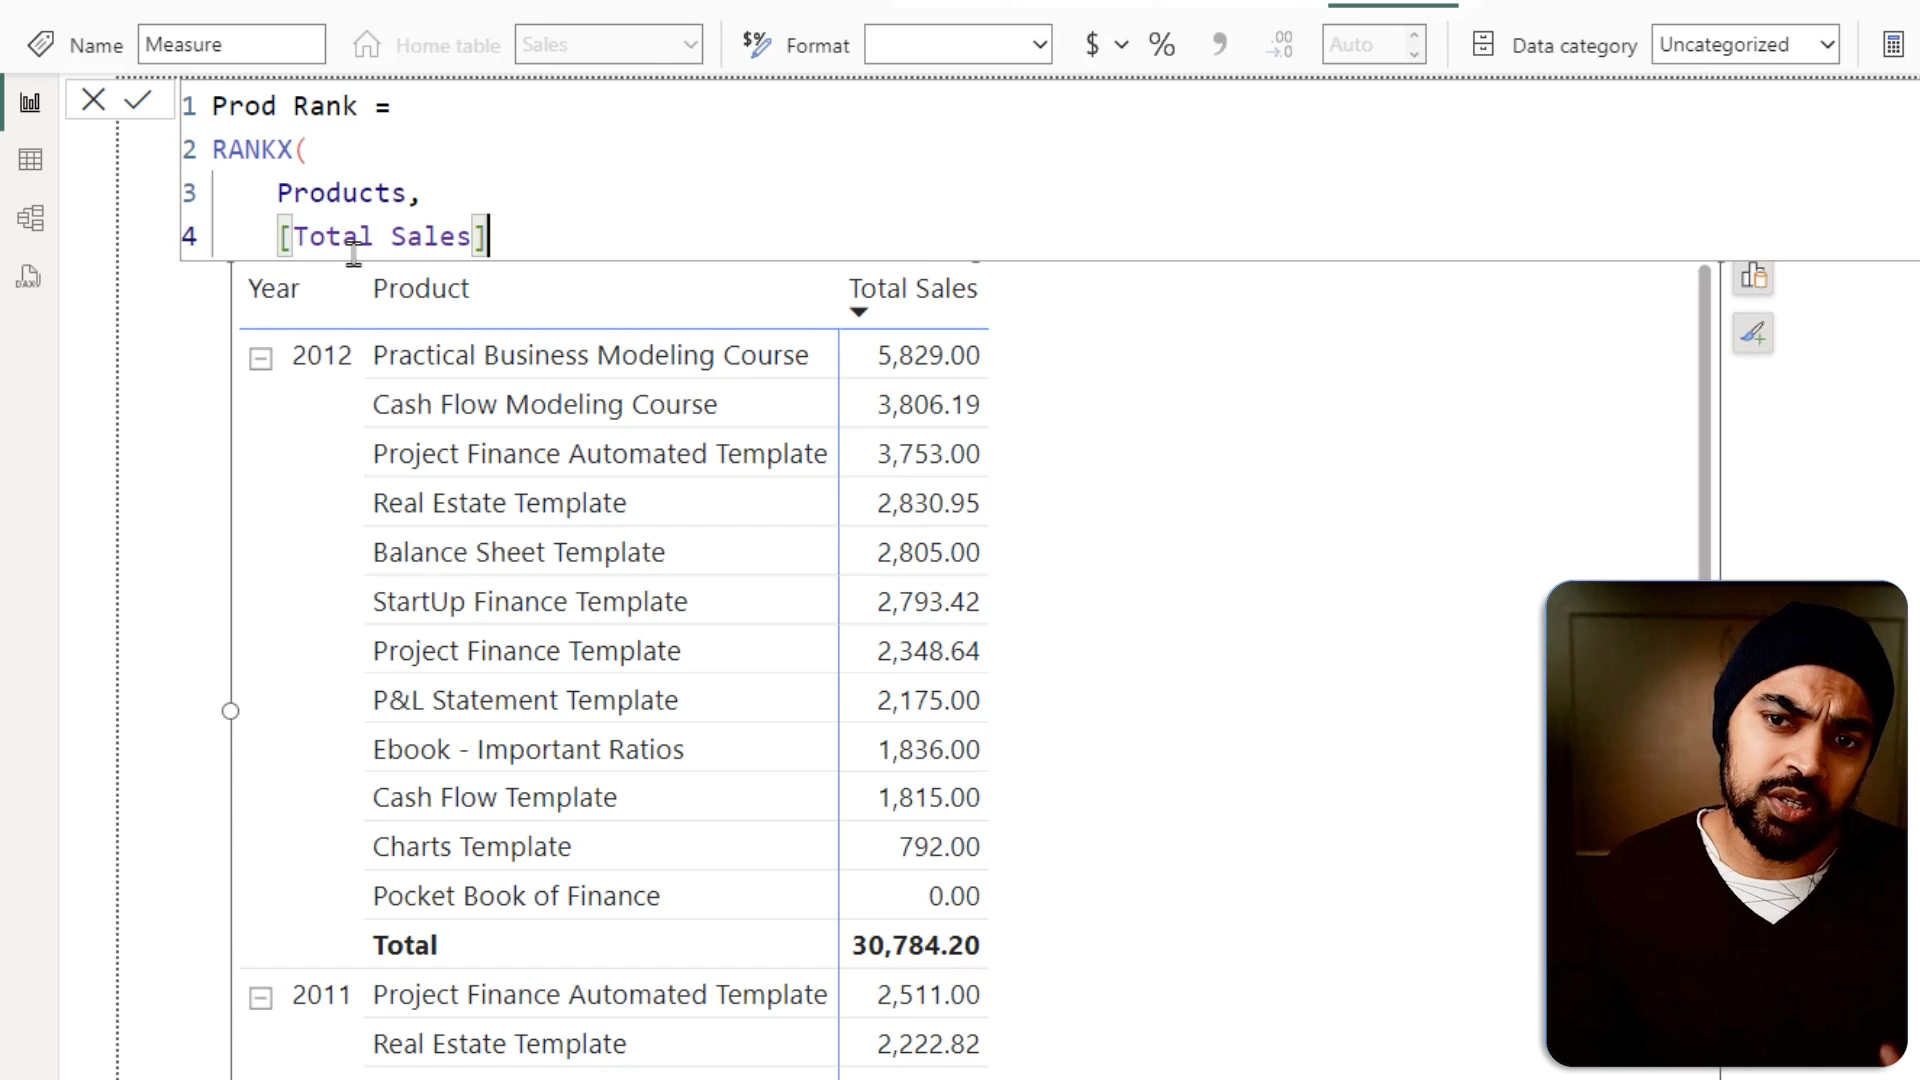 Name Measure Home table Sales Format $ % .00 →.0 Auto Data category Uncategorized
1 Prod Rank =
2 RANKX(
3 Products,
4 [Total Sales]
DAX
Year Product Total Sales
2012 Practical Business Modeling Course 5,829.00
Cash Flow Modeling Course 3,806.19
Project Finance Automated Template 3,753.00
Real Estate Template 2,830.95
Balance Sheet Template 2,805.00
StartUp Finance Template 2,793.42
Project Finance Template 2,348.64
P&L Statement Template 2,175.00
Ebook - Important Ratios 1,836.00
Cash Flow Template 1,815.00
Charts Template 792.00
Pocket Book of Finance 0.00
Total 30,784.20
2011 Project Finance Automated Template 2,511.00
Real Estate Template 2,222.82